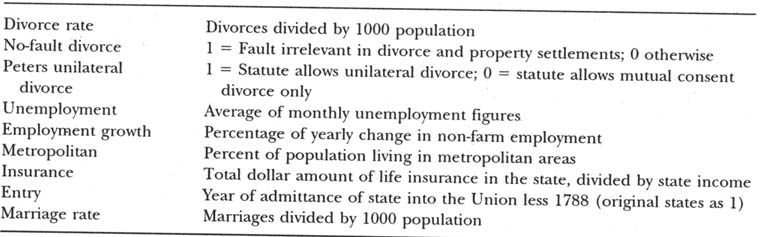 Divorce rate Divorces divided by 1000 population
No-fault divorce 1 = Fault irrelevant in divorce and property settlements; 0 otherwise
Peters unilateral 1 = Statute allows unilateral divorce; 0 = statute allows mutual consent
divorce divorce only
Unemployment Average of monthly unemployment figures
Employment growth Percentage of yearly change in non-farm employment
Metropolitan Percent of population living in metropolitan areas
Insurance Total dollar amount of life insurance in the state, divided by state income
Entry Year of admittance of state into the Union less 1788 (original states as 1)
Marriage rate Marriages divided by 1000 population